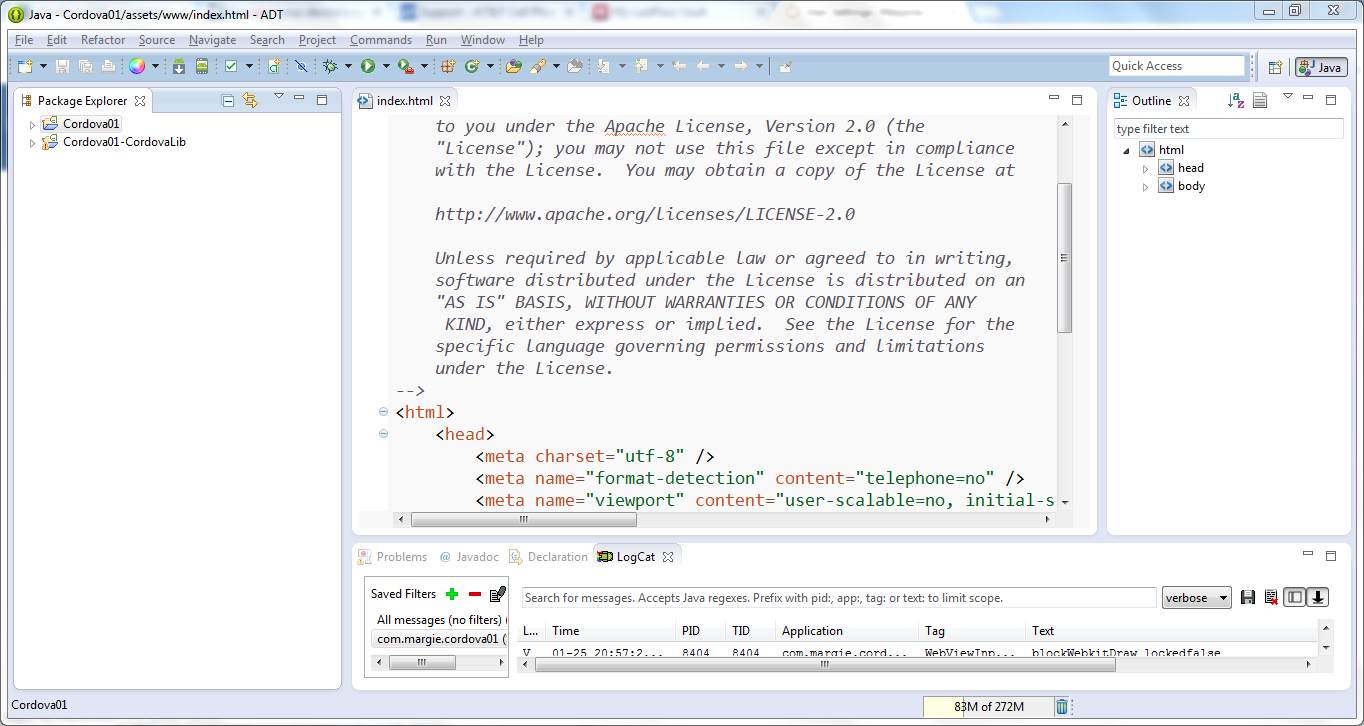 Java - Cordova01/assets/www/index.html - ADT
File Edit Refactor Source Navigate Search Project Commands Run Window Help
Quick Access
Java
Package Explorer
Cordova01
Cordova01-CordovaLib
index.html
to you under the Apache License, Version 2.0 (the
"License"); you may not use this file except in compliance
with the License.  You may obtain a copy of the License at
http://www.apache.org/licenses/LICENSE-2.0
Unless required by applicable law or agreed to in writing,
software distributed under the License is distributed on an
"AS IS" BASIS, WITHOUT WARRANTIES OR CONDITIONS OF ANY
KIND, either express or implied.  See the License for the
specific language governing permissions and limitations
under the License.
-->
<html>
<head>
<meta charset="utf-8" />
<meta name="format-detection" content="telephone=no" />
<meta name="viewport" content="user-scalable=no, initial-s
Outline
type filter text
html
head
body
Problems @ Javadoc Declaration LogCat
Saved Filters
All messages (no filters) (
com.margie.cordova01 (
Search for messages. Accepts Java regexes. Prefix with pid:, app:, tag: or text: to limit scope.
verbose
L... Time PID TID Application Tag Text
V 01-25 20:57:2... 8404 8404 com.margie.cord... WebViewInp... blockWebkitDraw lockedfalse
Cordova01
83M of 272M